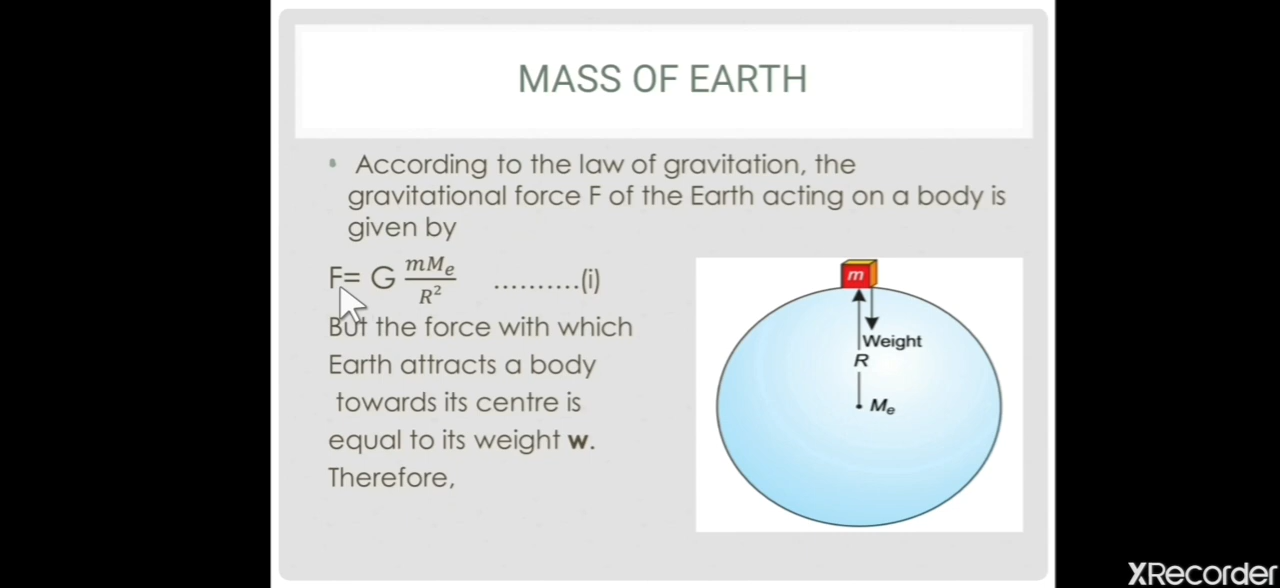 MASS OF EARTH
• According to the law of gravitation, the
gravitational force F of the Earth acting on a body is
given by
F= G mMₑ/R² ..........(i)
But the force with which
Earth attracts a body
towards its centre is
equal to its weight w.
Therefore,
m
Weight
R
Mₑ
XRecorder